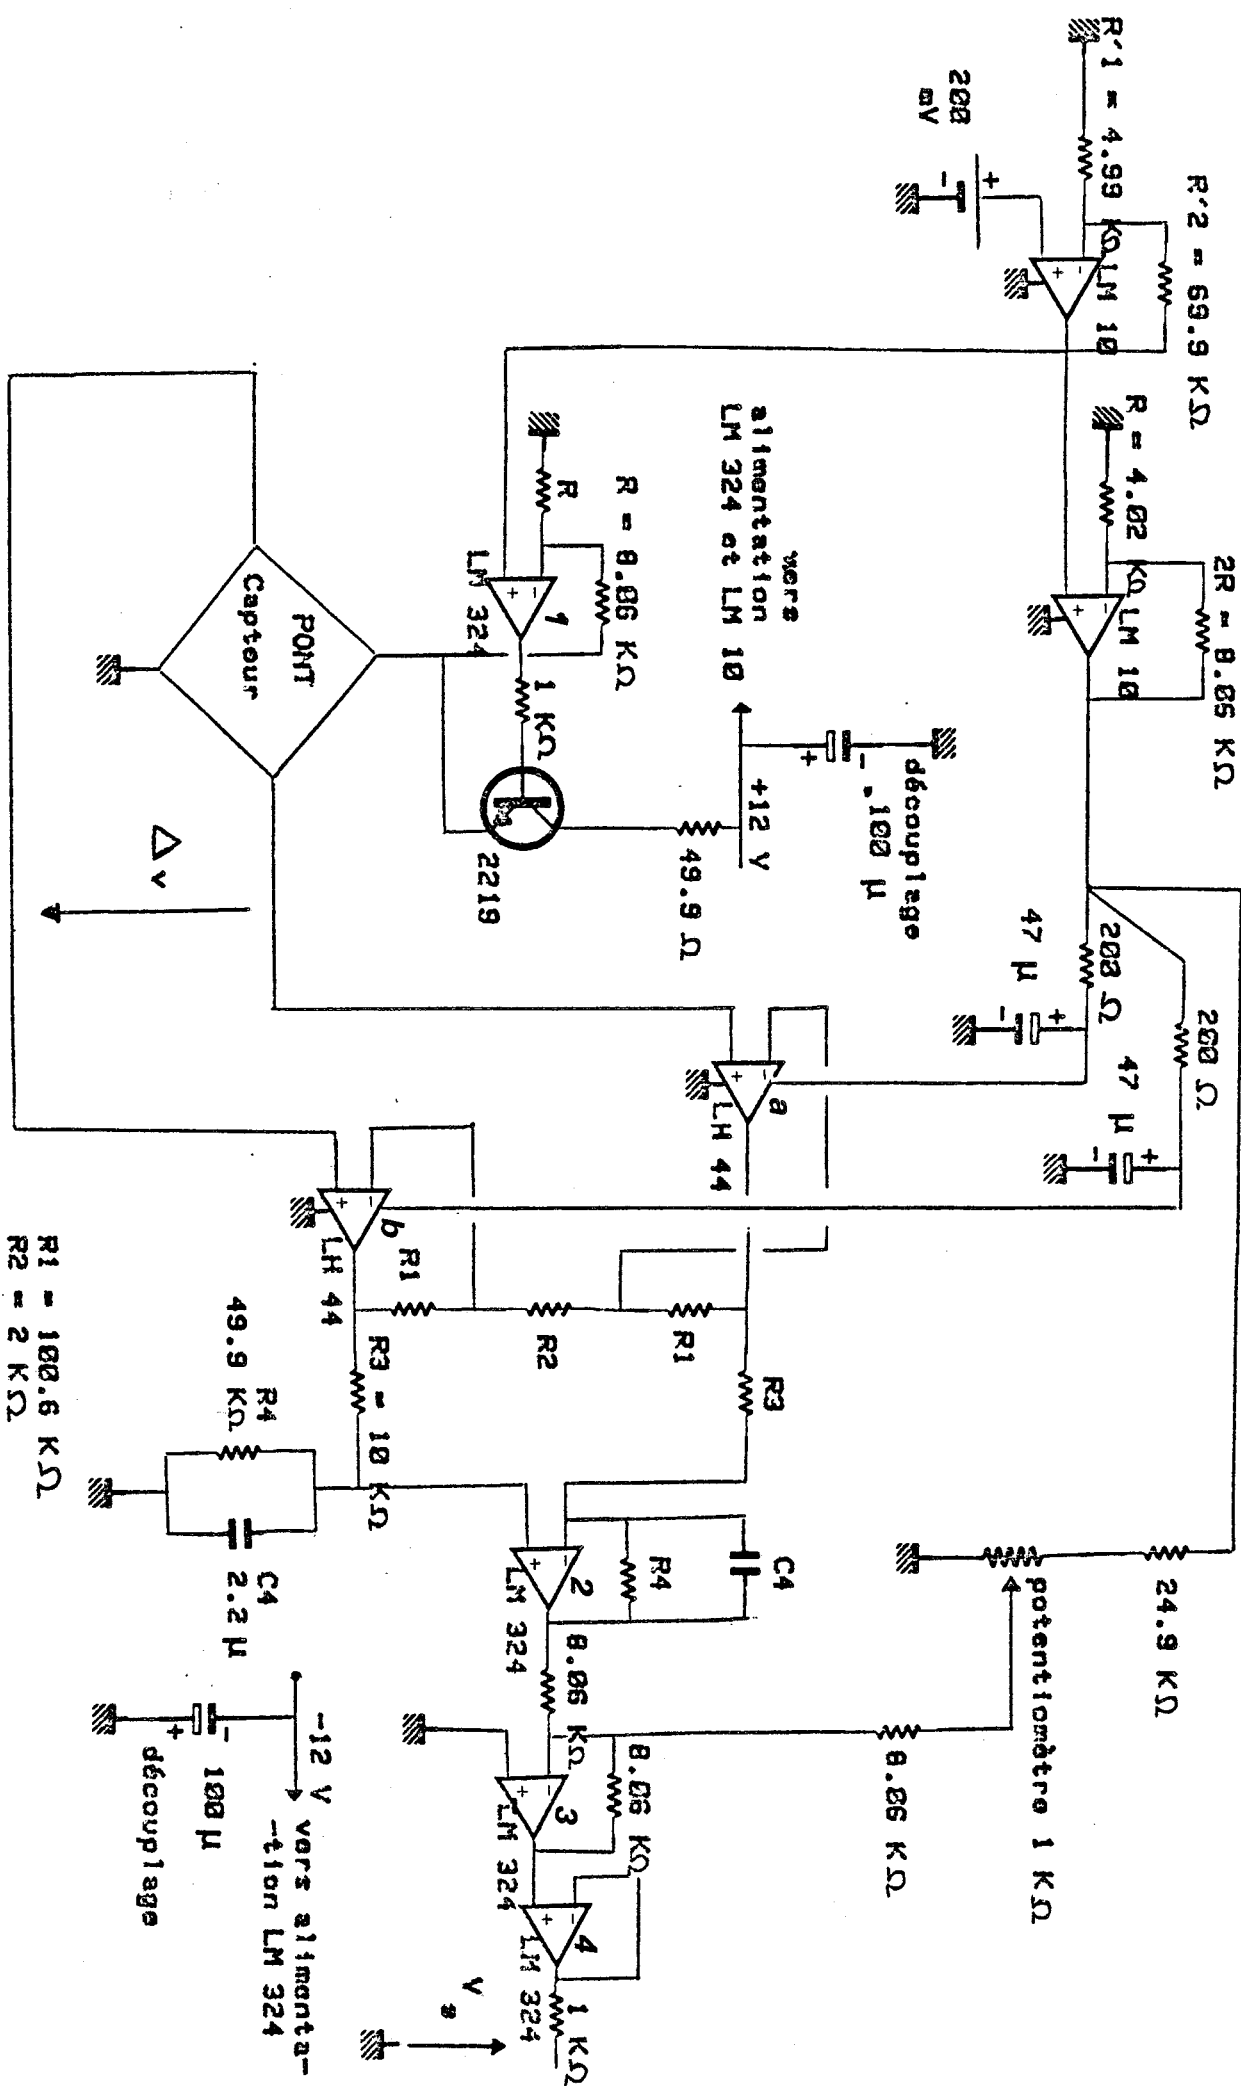 R'1 = 4.99 KΩ
R'2 = 69.9 KΩ
200
mV
+
-
-
+
LM 10
R = 4.02 KΩ
2R = 8.06 KΩ
-
+
LM 10
R
R = 8.06 KΩ
-
+
1
LM 324
1 KΩ
2219
49.9 Ω
+12 V
vers
alimentation
LM 324 et LM 10
+
-
100 µ
découplage
PONT
Capteur
Δv
200 Ω
47 µ
+
-
200 Ω
47 µ
+
-
-
+
a
LH 44
-
+
b
LH 44
R1
R2
R1
R3
R3 = 10 KΩ
R4
49.9 KΩ
C4
2.2 µ
R1 = 100.6 KΩ
R2 = 2 KΩ
-
+
2
LM 324
R4
C4
24.9 KΩ
potentiomètre 1 KΩ
8.06 KΩ
8.06 KΩ
8.06 KΩ
-
+
3
LM 324
-
+
4
LM 324
1 KΩ
V s
-12 V
vers alimenta-
-tion LM 324
-
+
100 µ
découplage